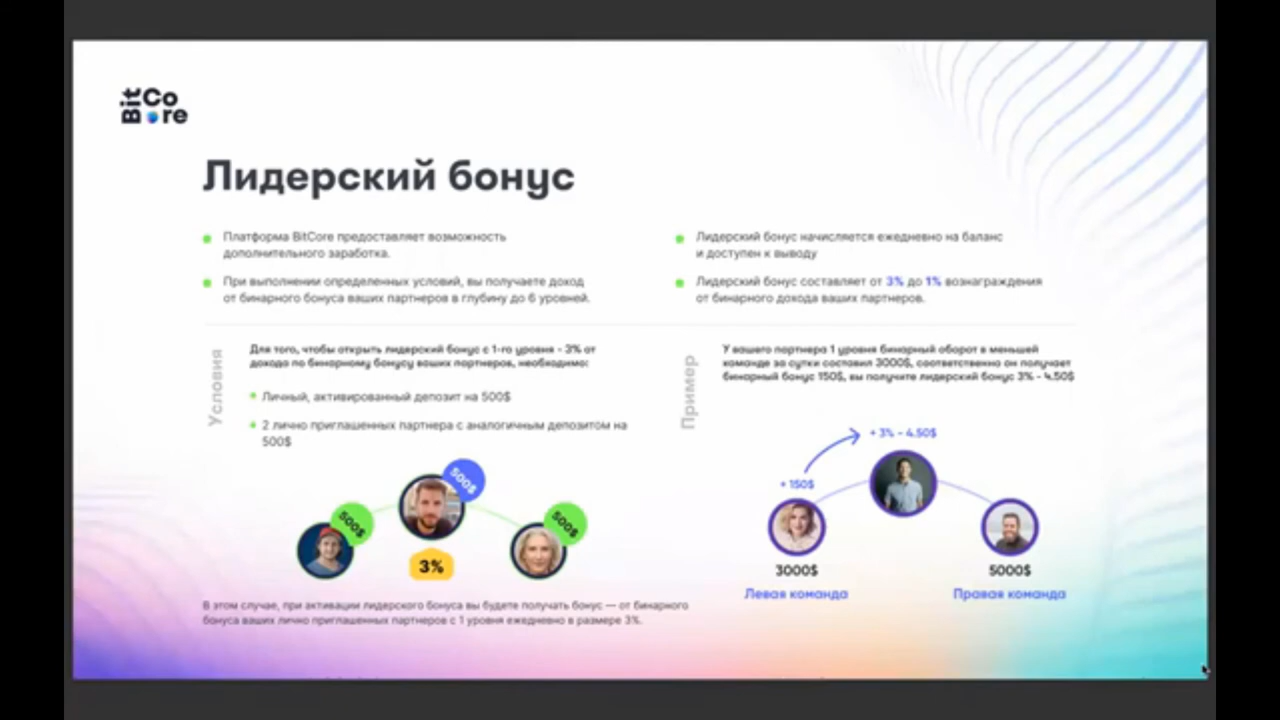 BitCore
Лидерский бонус
Платформа BitCore предоставляет возможность
дополнительного заработка.
При выполнении определенных условий, вы получаете доход
от бинарного бонуса ваших партнеров в глубину до 6 уровней.
Лидерский бонус начисляется ежедневно на баланс
и доступен к выводу
Лидерский бонус составляет от 3% до 1% вознаграждения
от бинарного дохода ваших партнеров.
Условия
Для того, чтобы открыть лидерский бонус с 1-го уровня - 3% от
дохода по бинарному бонусу ваших партнеров, необходимо:
Личный, активированный депозит на 500$
2 лично приглашенных партнера с аналогичным депозитом на
500$
500$
500$
500$
3%
В этом случае, при активации лидерского бонуса вы будете получать бонус — от бинарного
бонуса ваших лично приглашенных партнеров с 1 уровня ежедневно в размере 3%.
Пример
У вашего партнера 1 уровня бинарный оборот в меньшей
команде за сутки составил 3000$, соответственно он получает
бинарный бонус 150$, вы получите лидерский бонус 3% - 4.50$
+ 3% - 4.50$
+ 150$
3000$
5000$
Левая команда
Правая команда